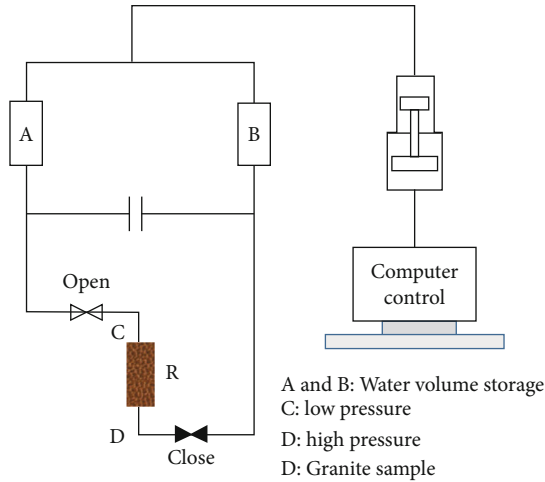 A
B
Open
C
R
D
Close
Computer
control
A and B: Water volume storage
C: low pressure
D: high pressure
D: Granite sample